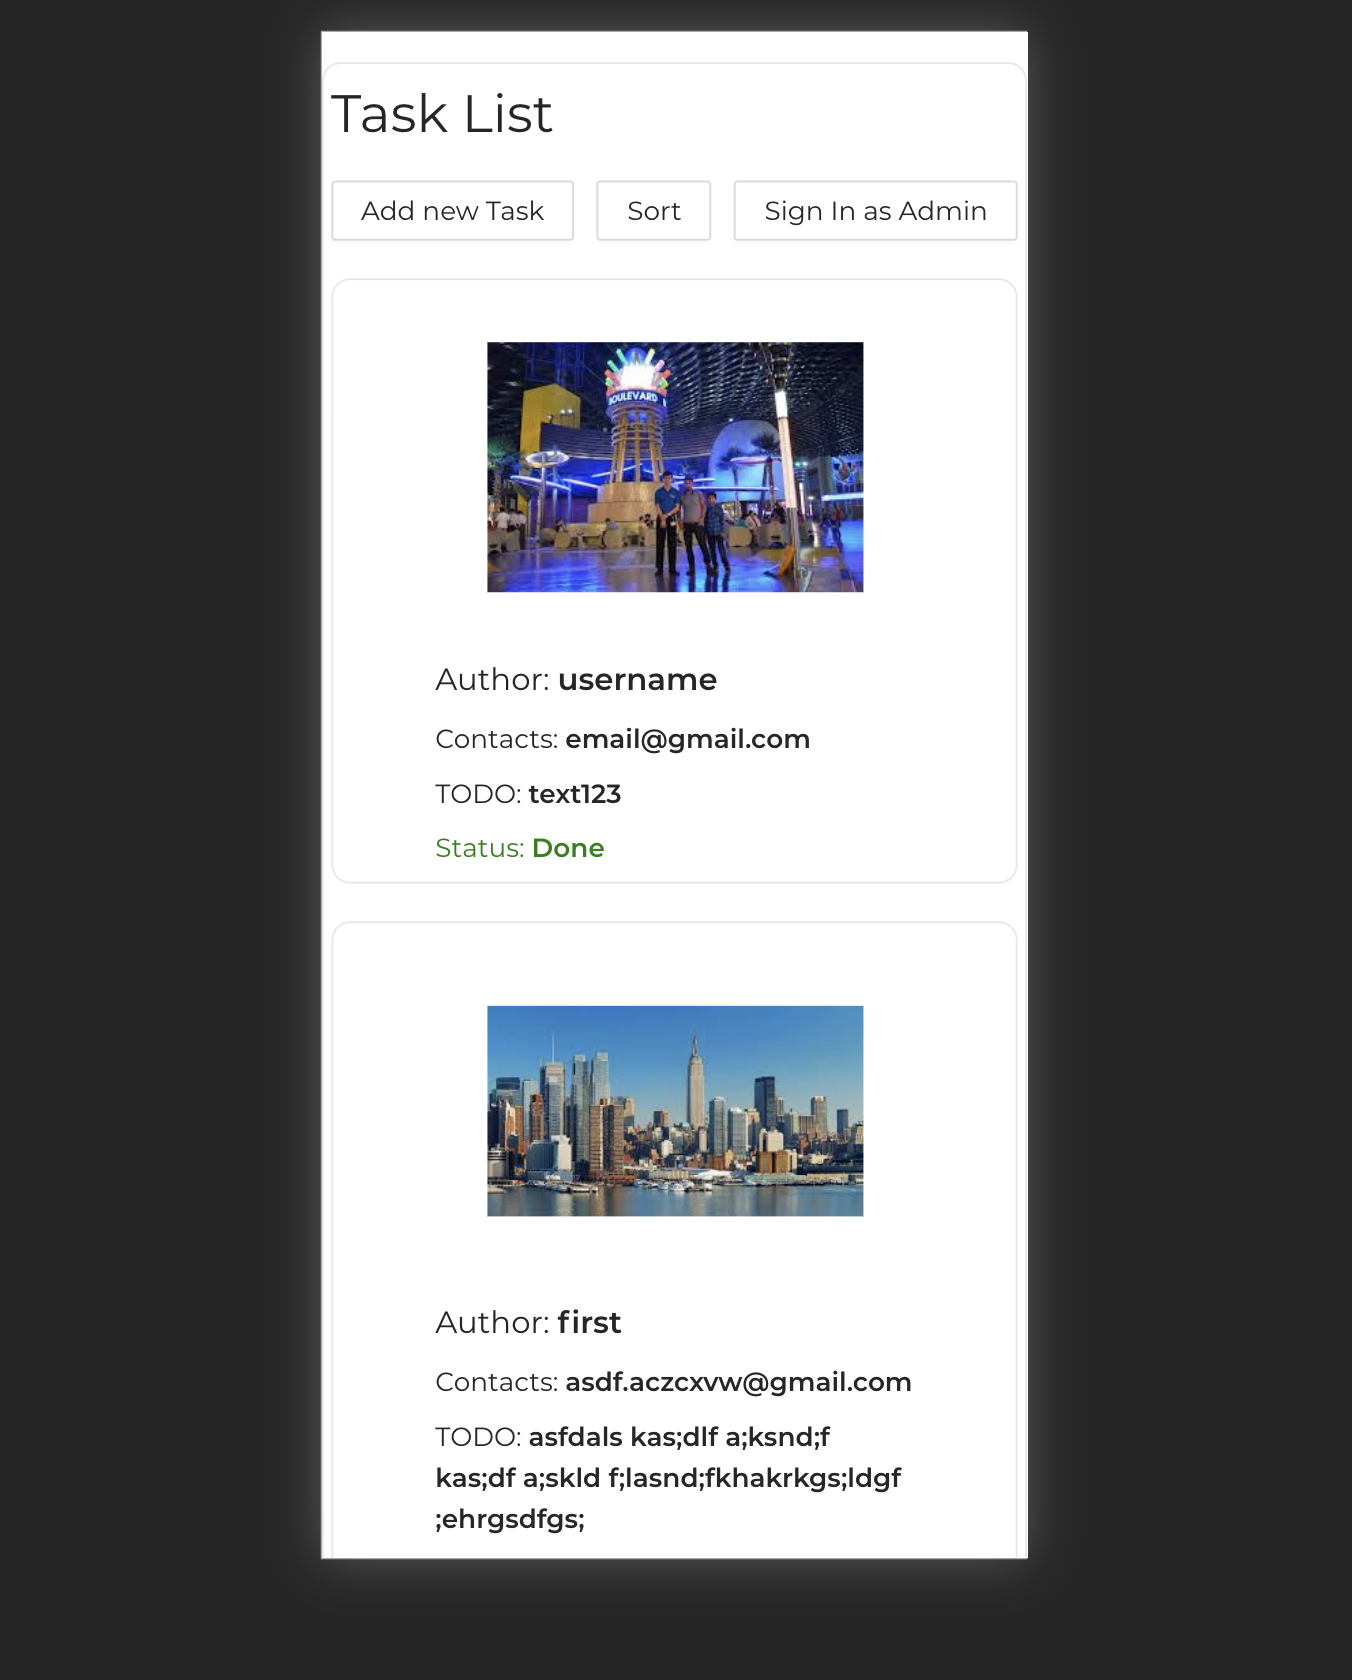 Task List
Add new Task
Sort
Sign In as Admin
BOULEVARD
Author: username
Contacts: email@gmail.com
TODO: text123
Status: Done
Author: first
Contacts: asdf.aczcxvw@gmail.com
TODO: asfdals kas;dlf a;ksnd;f
kas;df a;skld f;lasnd;fkhakrkgs;ldgf
;ehrgsdfgs;